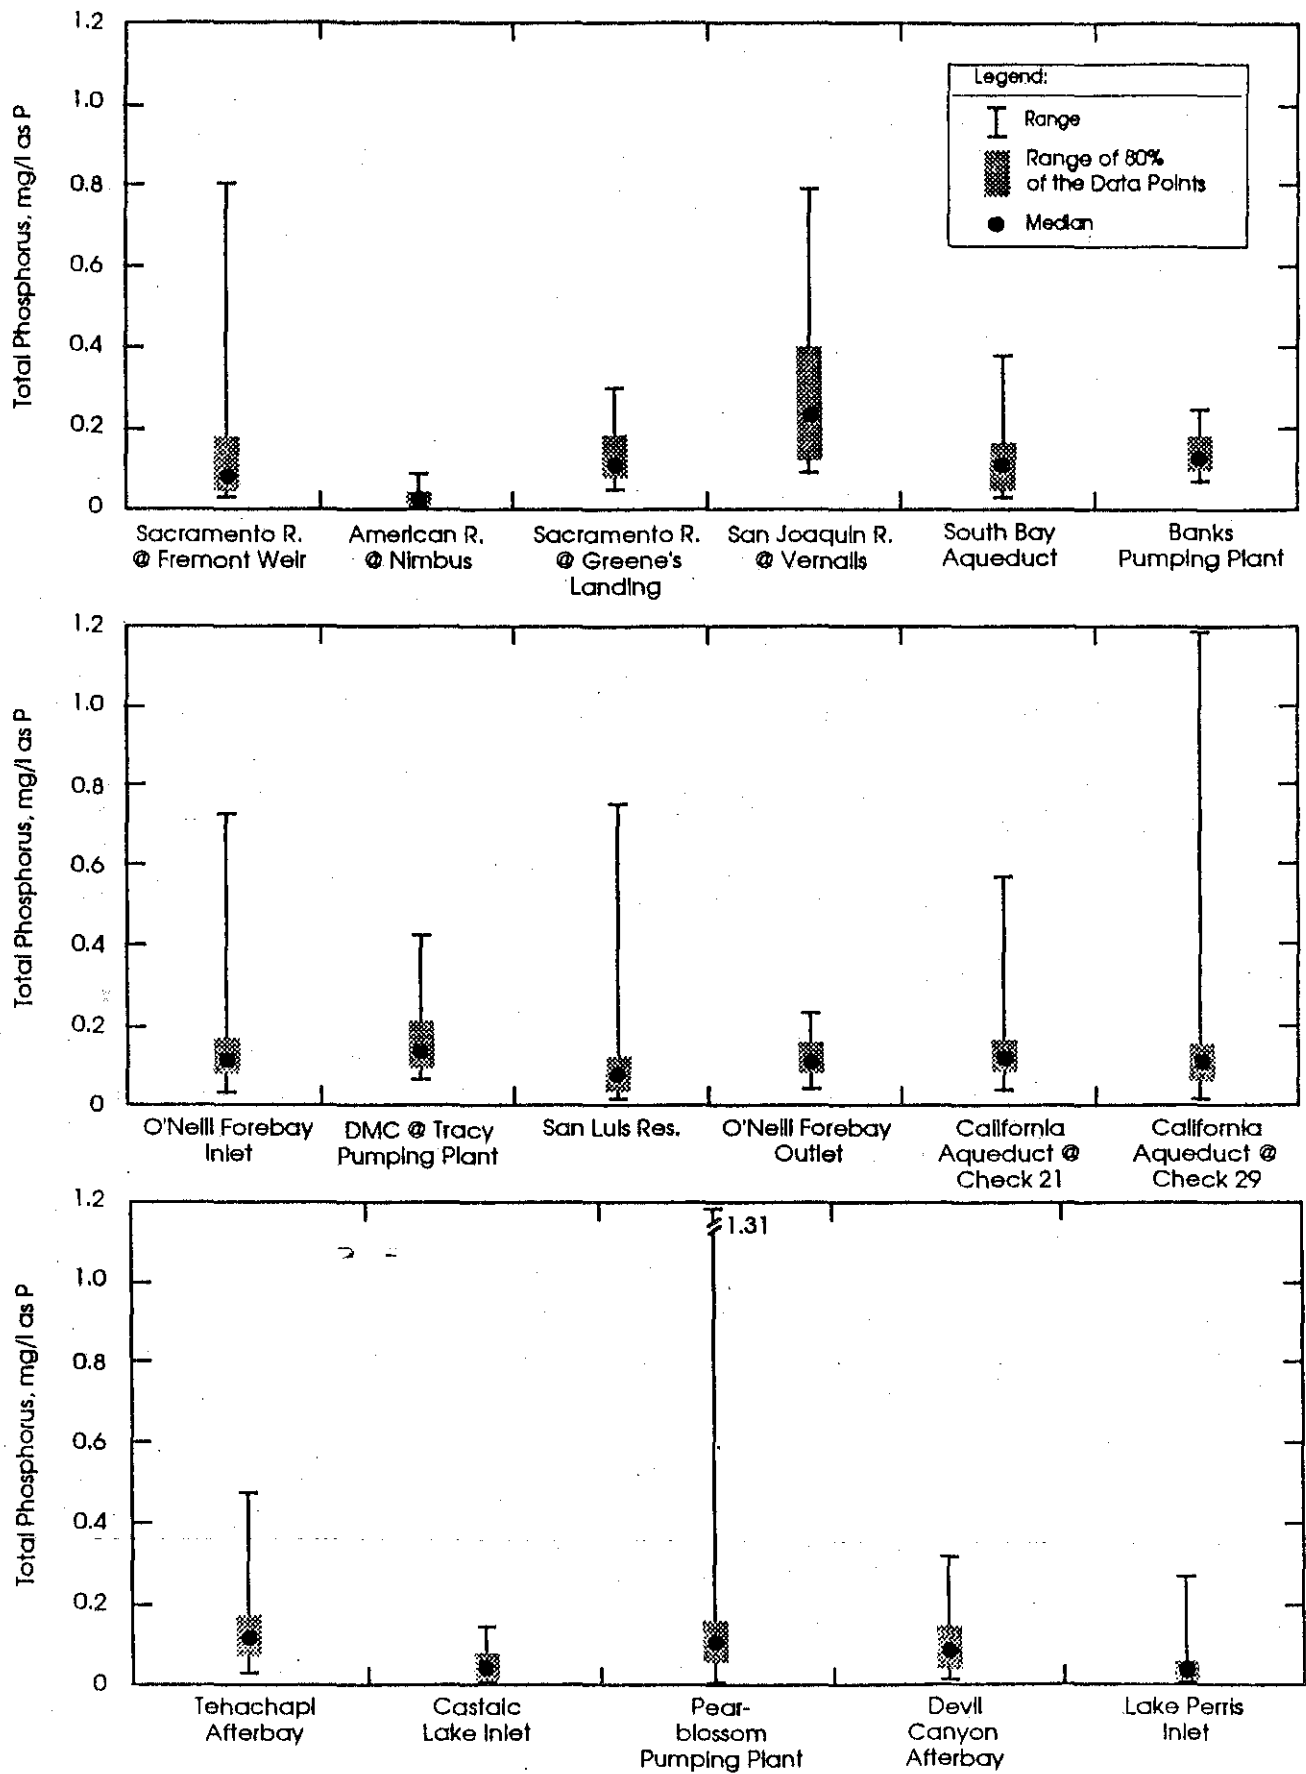 Total Phosphorus, mg/l as P
1.2
1.0
0.8
0.6
0.4
0.2
0
Legend:
Range
Range of 80%
of the Data Points
Median
Sacramento R.
@ Fremont Weir
American R.
@ Nimbus
Sacramento R.
@ Greene's
Landing
San Joaquin R.
@ Vernalis
South Bay
Aqueduct
Banks
Pumping Plant
Total Phosphorus, mg/l as P
1.2
1.0
0.8
0.6
0.4
0.2
0
O'Neill Forebay
Inlet
DMC @ Tracy
Pumping Plant
San Luis Res.
O'Neill Forebay
Outlet
California
Aqueduct @
Check 21
California
Aqueduct @
Check 29
Total Phosphorus, mg/l as P
1.2
1.0
0.8
0.6
0.4
0.2
0
1.31
Tehachapi
Afterbay
Castaic
Lake Inlet
Pear-
blossom
Pumping Plant
Devil
Canyon
Afterbay
Lake Perris
Inlet